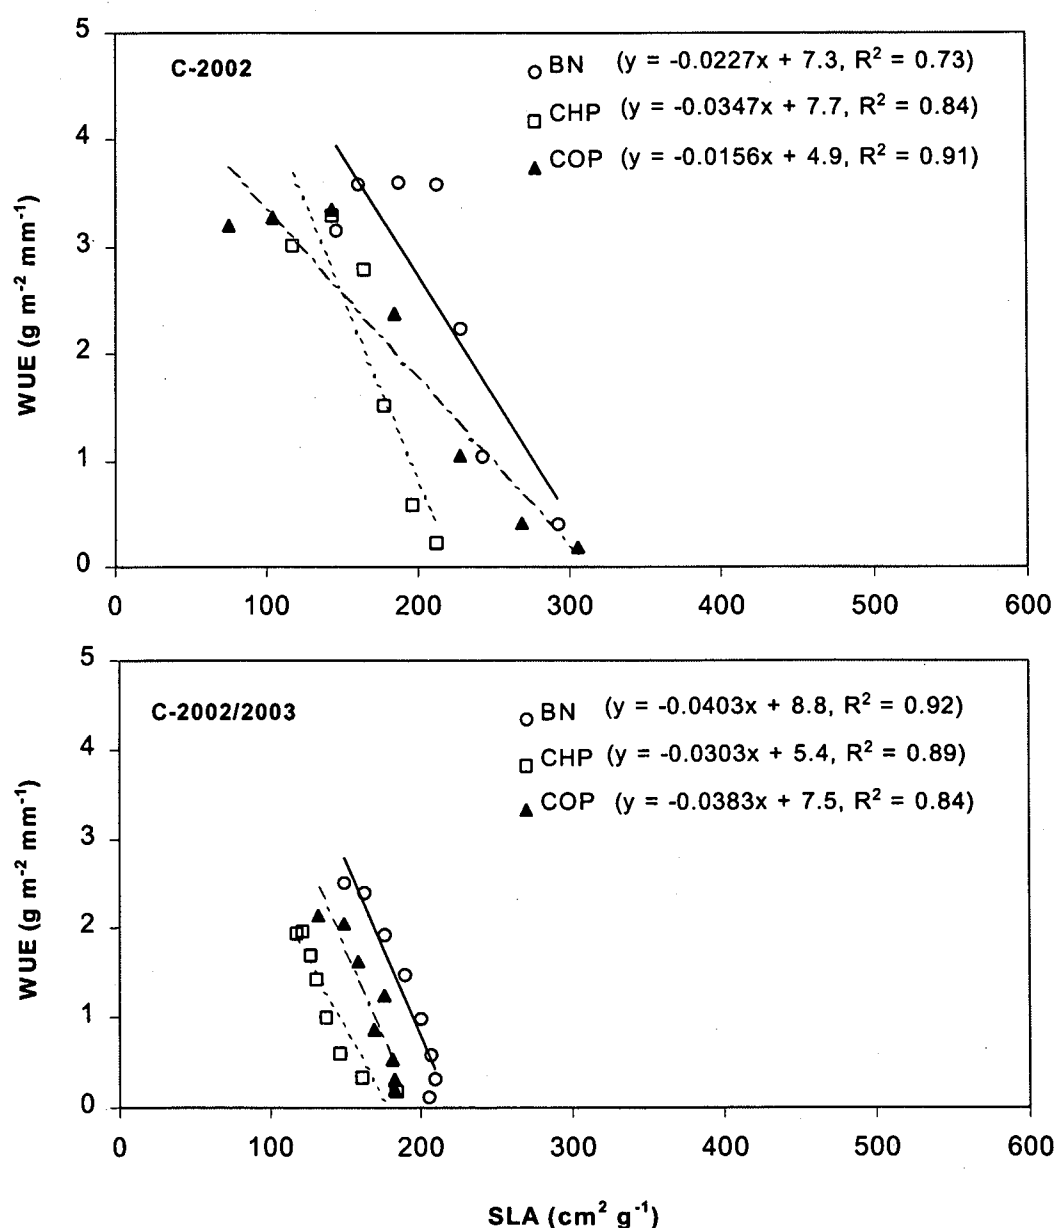 5
C-2002
BN (y = -0.0227x + 7.3, R² = 0.73)
CHP (y = -0.0347x + 7.7, R² = 0.84)
COP (y = -0.0156x + 4.9, R² = 0.91)
4
3
2
1
0
WUE (g m⁻² mm⁻¹)
0 100 200 300 400 500 600
5
C-2002/2003
BN (y = -0.0403x + 8.8, R² = 0.92)
CHP (y = -0.0303x + 5.4, R² = 0.89)
COP (y = -0.0383x + 7.5, R² = 0.84)
4
3
2
1
0
WUE (g m⁻² mm⁻¹)
0 100 200 300 400 500 600
SLA (cm² g⁻¹)